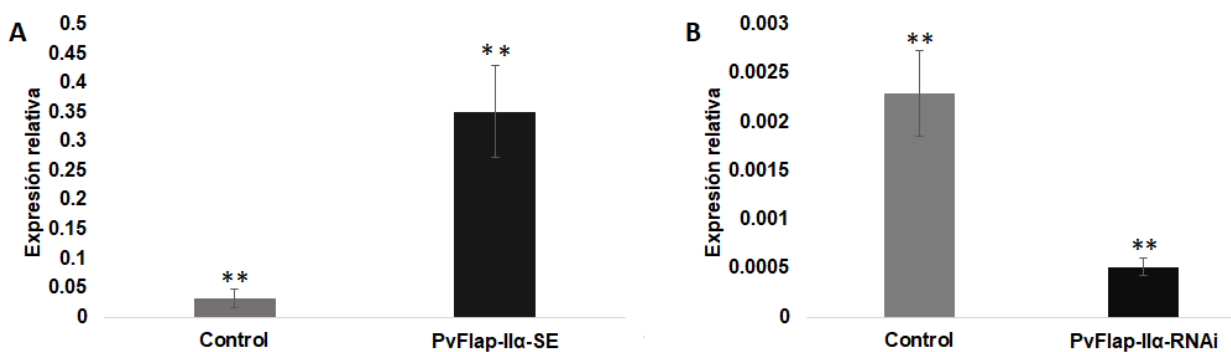 A
Expresión relativa
0.5
0.45
0.4
0.35
0.3
0.25
0.2
0.15
0.1
0.05
0
**
**
Control
PvFlap-IIα-SE
B
Expresión relativa
0.003
0.0025
0.002
0.0015
0.001
0.0005
0
**
**
Control
PvFlap-IIα-RNAi